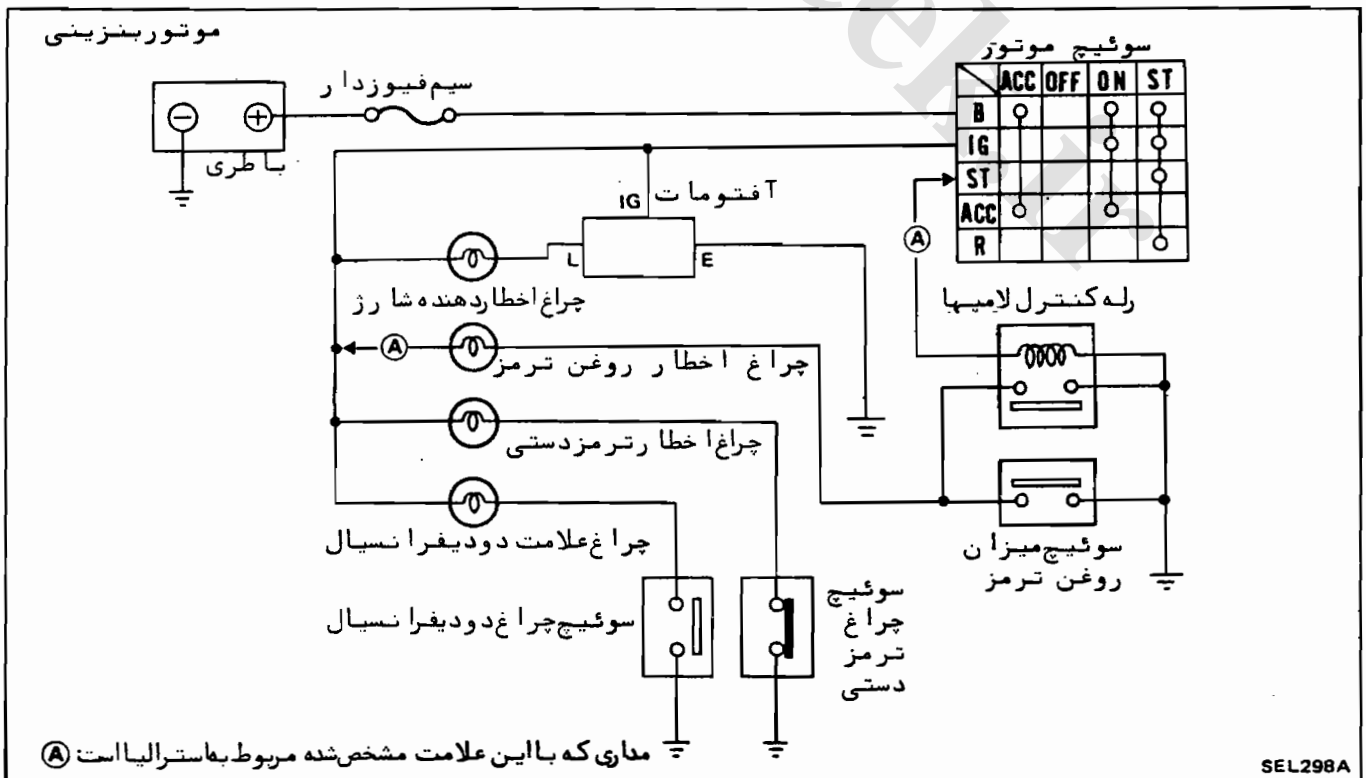 موتور بنزینی
سوئیچ موتور
ACC OFF ON ST
B
IG
ST
ACC
R
سیم فیوزدار
باطری
آفتومات
IG
L
E
A
چراغ اخطاردهنده شارژ
رله کنترل لامپها
A
چراغ اخطار روغن ترمز
چراغ اخطار ترمزدستی
چراغ علامت دودیفرانسیال
سوئیچ میزان
روغن ترمز
سوئیچ چراغ دودیفرانسیال
سوئیچ
چراغ
ترمز
دستی
مداری که با این علامت مشخص شده مربوط به استرالیا است: A
SEL298A